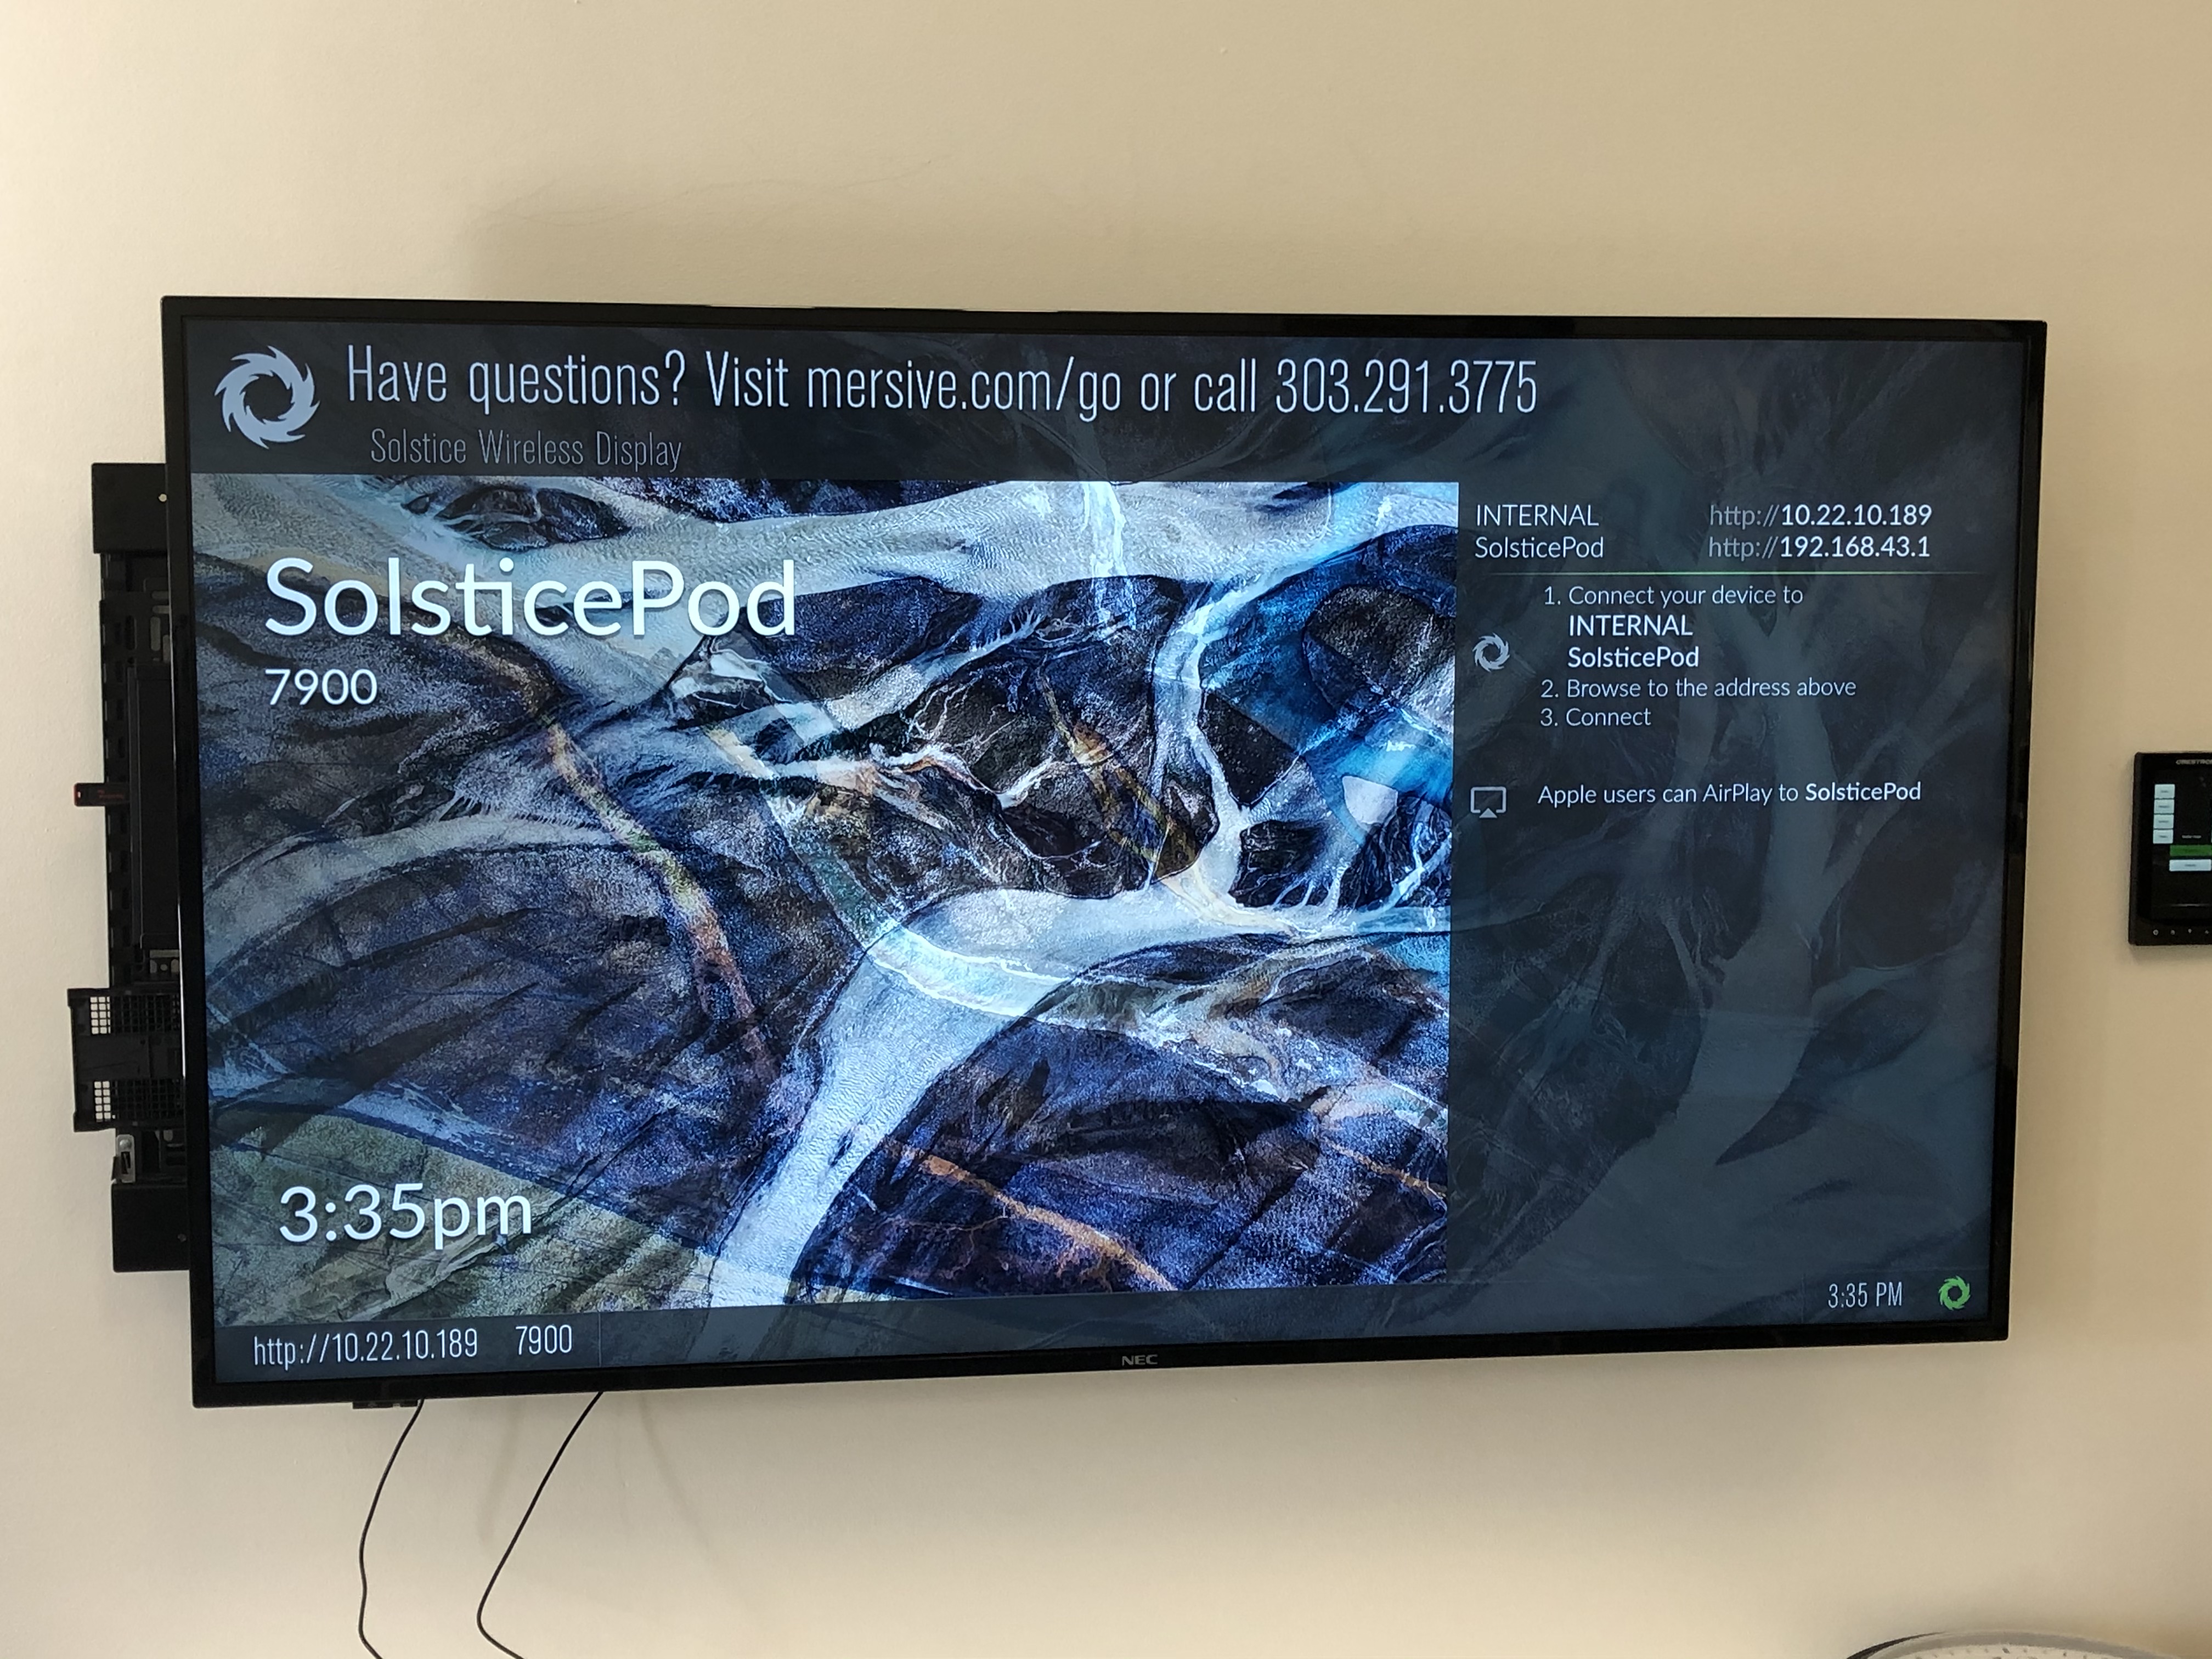 Have questions? Visit mersive.com/go or call 303.291.3775
Solstice Wireless Display
SolsticePod
7900
3:35pm
INTERNAL http://10.22.10.189
SolsticePod http://192.168.43.1
1. Connect your device to
INTERNAL
SolsticePod
2. Browse to the address above
3. Connect
Apple users can AirPlay to SolsticePod
3:35 PM
http://10.22.10.189 7900
NEC